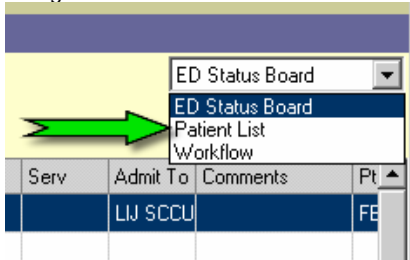 ED Status Board
ED Status Board
Patient List
Workflow
Serv Admit To Comments Pt
LIJ SCCU FE